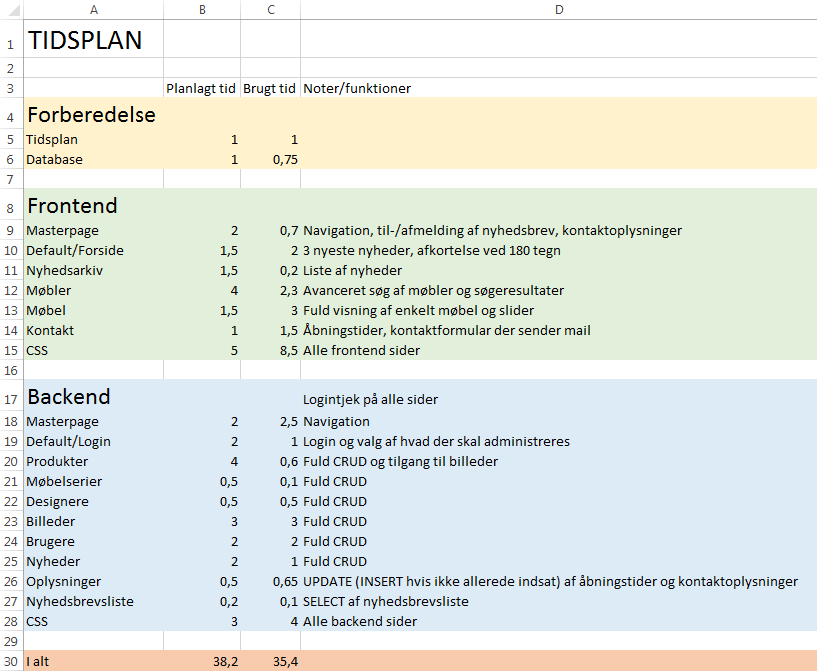 A B C D
1 TIDSPLAN
2
3 Planlagt tid Brugt tid Noter/funktioner
4 Forberedelse
5 Tidsplan 1 1
6 Database 1 0,75
7
8 Frontend
9 Masterpage 2 0,7 Navigation, til-/afmelding af nyhedsbrev, kontaktoplysninger
10 Default/Forside 1,5 2 3 nyeste nyheder, afkortelse ved 180 tegn
11 Nyhedsarkiv 1,5 0,2 Liste af nyheder
12 Møbler 4 2,3 Avanceret søg af møbler og søgeresultater
13 Møbel 1,5 3 Fuld visning af enkelt møbel og slider
14 Kontakt 1 1,5 Åbningstider, kontaktformular der sender mail
15 CSS 5 8,5 Alle frontend sider
16
17 Backend Logintjek på alle sider
18 Masterpage 2 2,5 Navigation
19 Default/Login 2 1 Login og valg af hvad der skal administreres
20 Produkter 4 0,6 Fuld CRUD og tilgang til billeder
21 Møbelserier 0,5 0,1 Fuld CRUD
22 Designere 0,5 0,5 Fuld CRUD
23 Billeder 3 3 Fuld CRUD
24 Brugere 2 2 Fuld CRUD
25 Nyheder 2 1 Fuld CRUD
26 Oplysninger 0,5 0,65 UPDATE (INSERT hvis ikke allerede indsat) af åbningstider og kontaktoplysninger
27 Nyhedsbrevsliste 0,2 0,1 SELECT af nyhedsbrevsliste
28 CSS 3 4 Alle backend sider
29
30 I alt 38,2 35,4